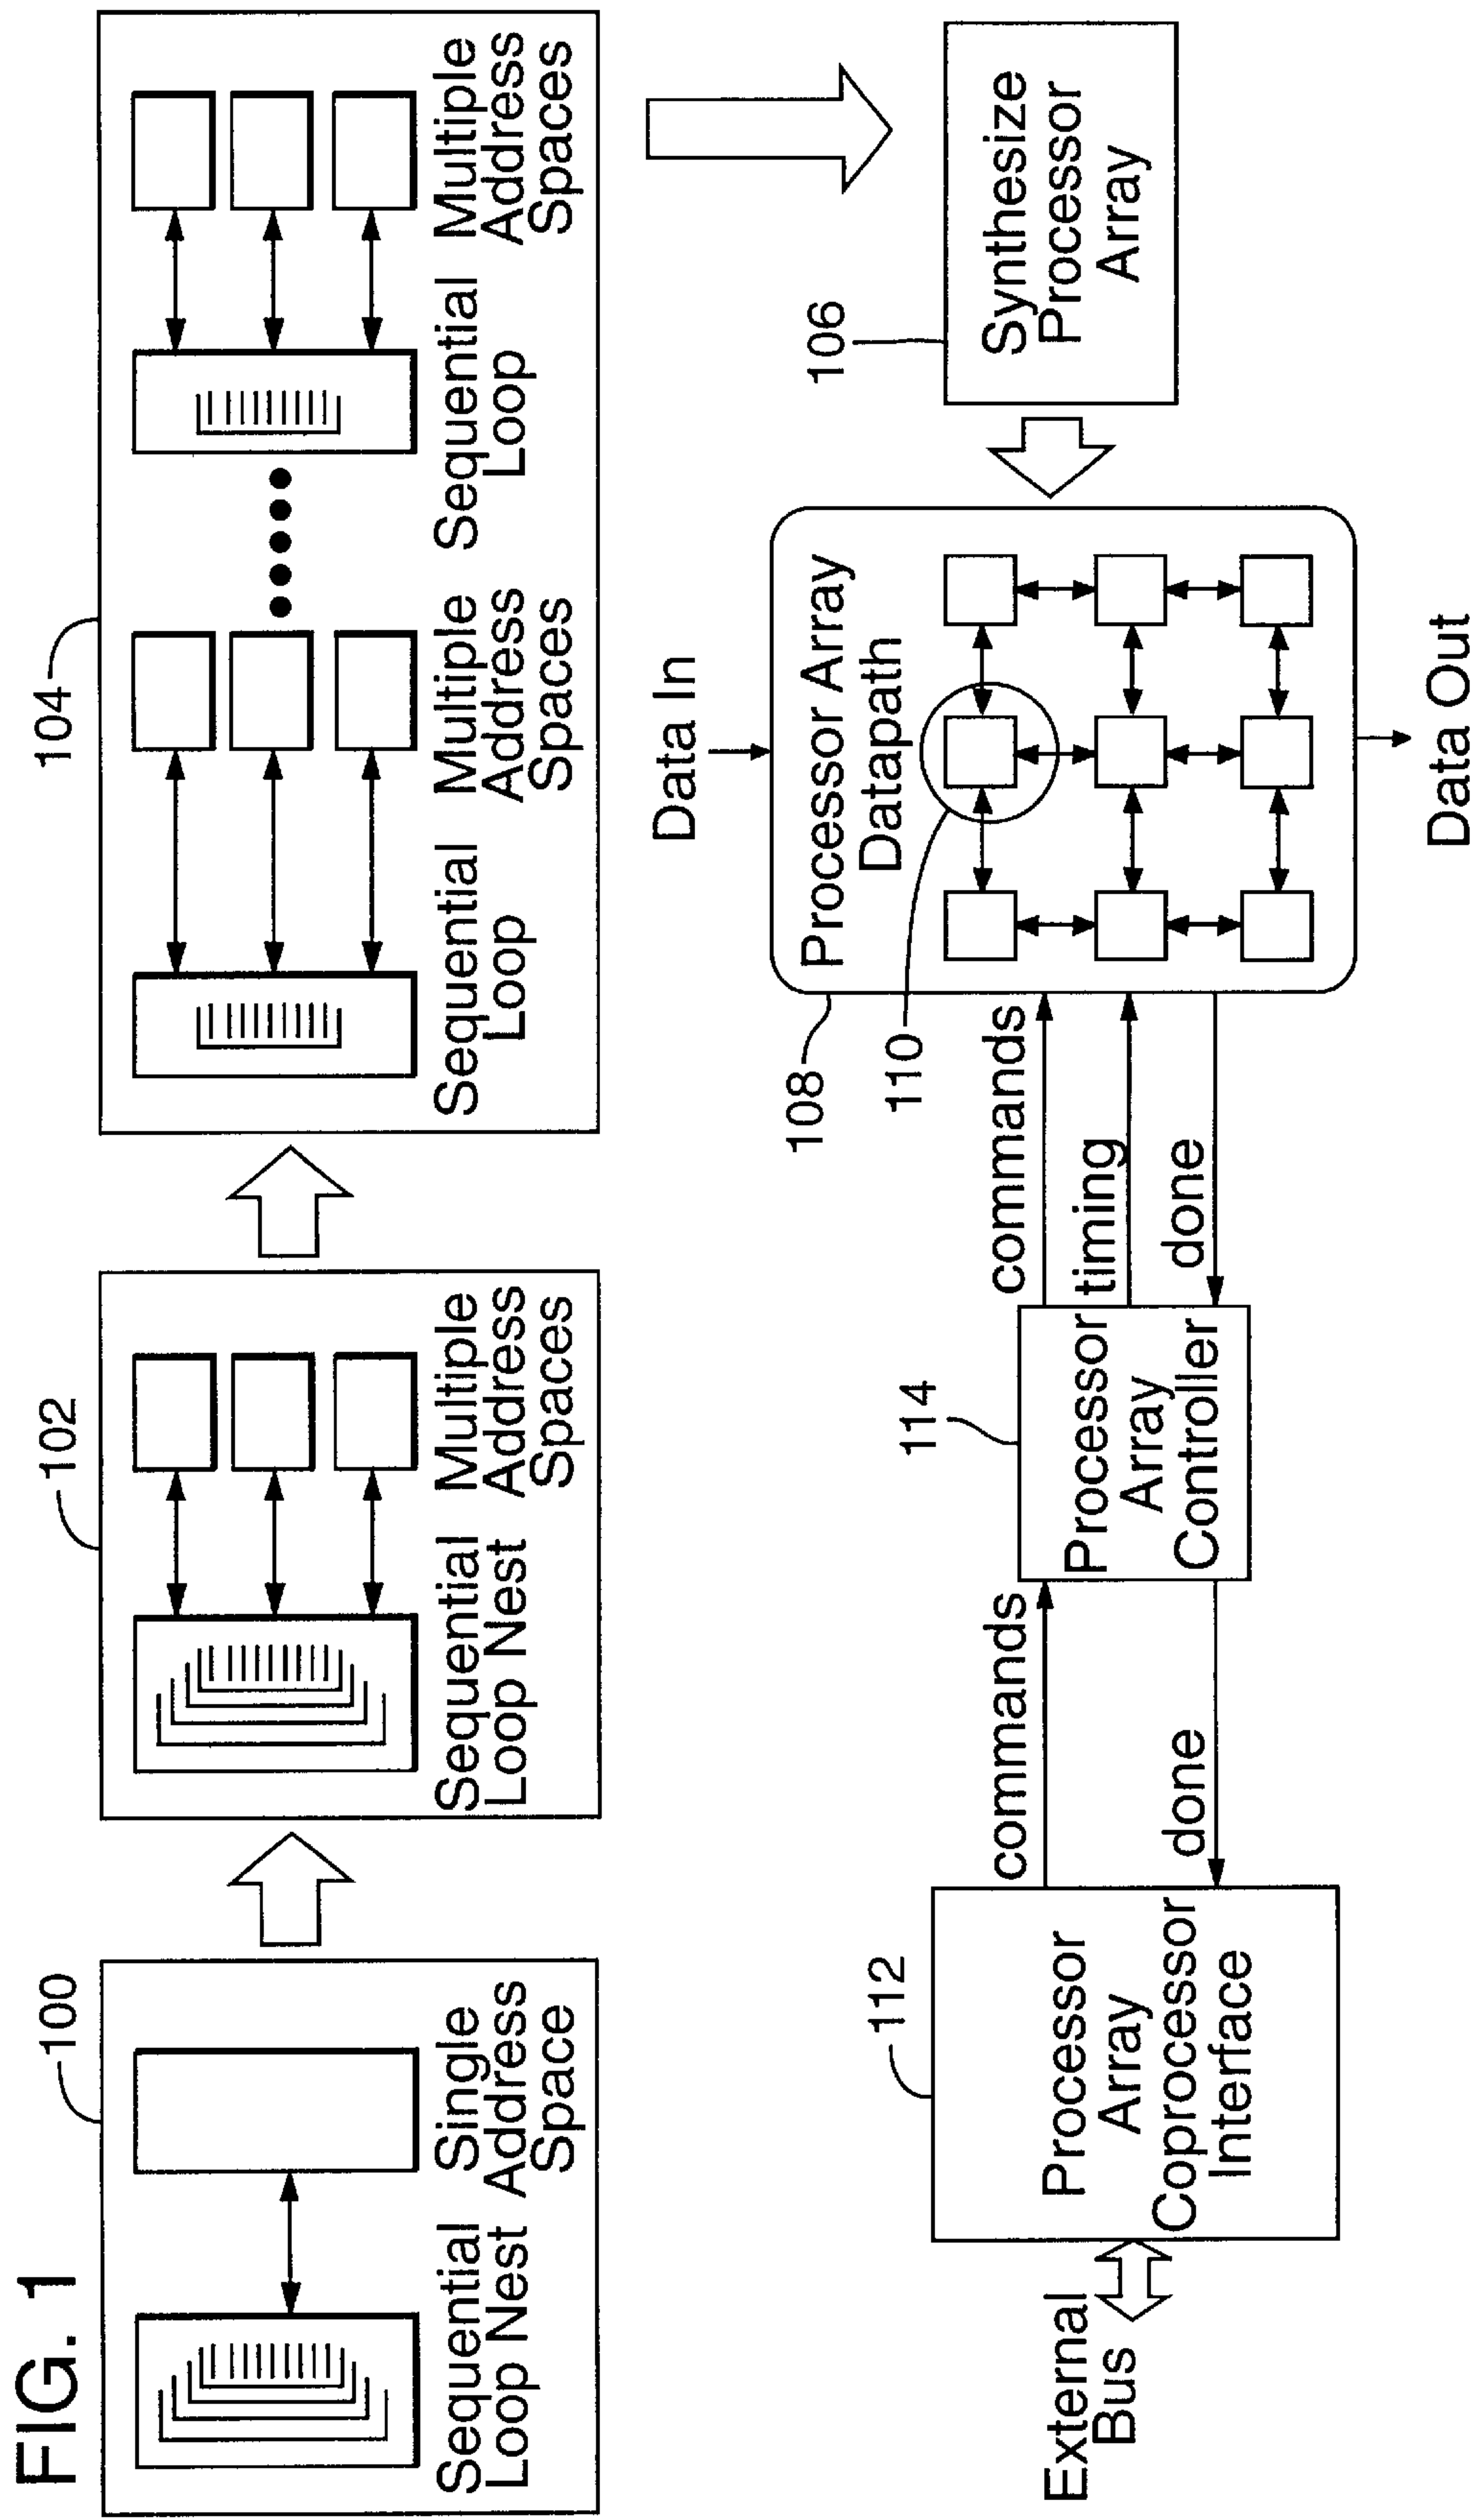 FIG. 1
100
Sequential
Loop Nest
Single
Address
Space
102
Sequential
Loop Nest
Multiple
Address
Spaces
104
Sequential
Loop
Multiple
Address
Spaces
Sequential
Loop
Multiple
Address
Spaces
106
Synthesize
Processor
Array
Data In
108
Processor Array
Datapath
110
Data Out
commands
timing
done
114
Processor
Array
Controller
commands
done
112
Processor
Array
Coprocessor
Interface
External
Bus